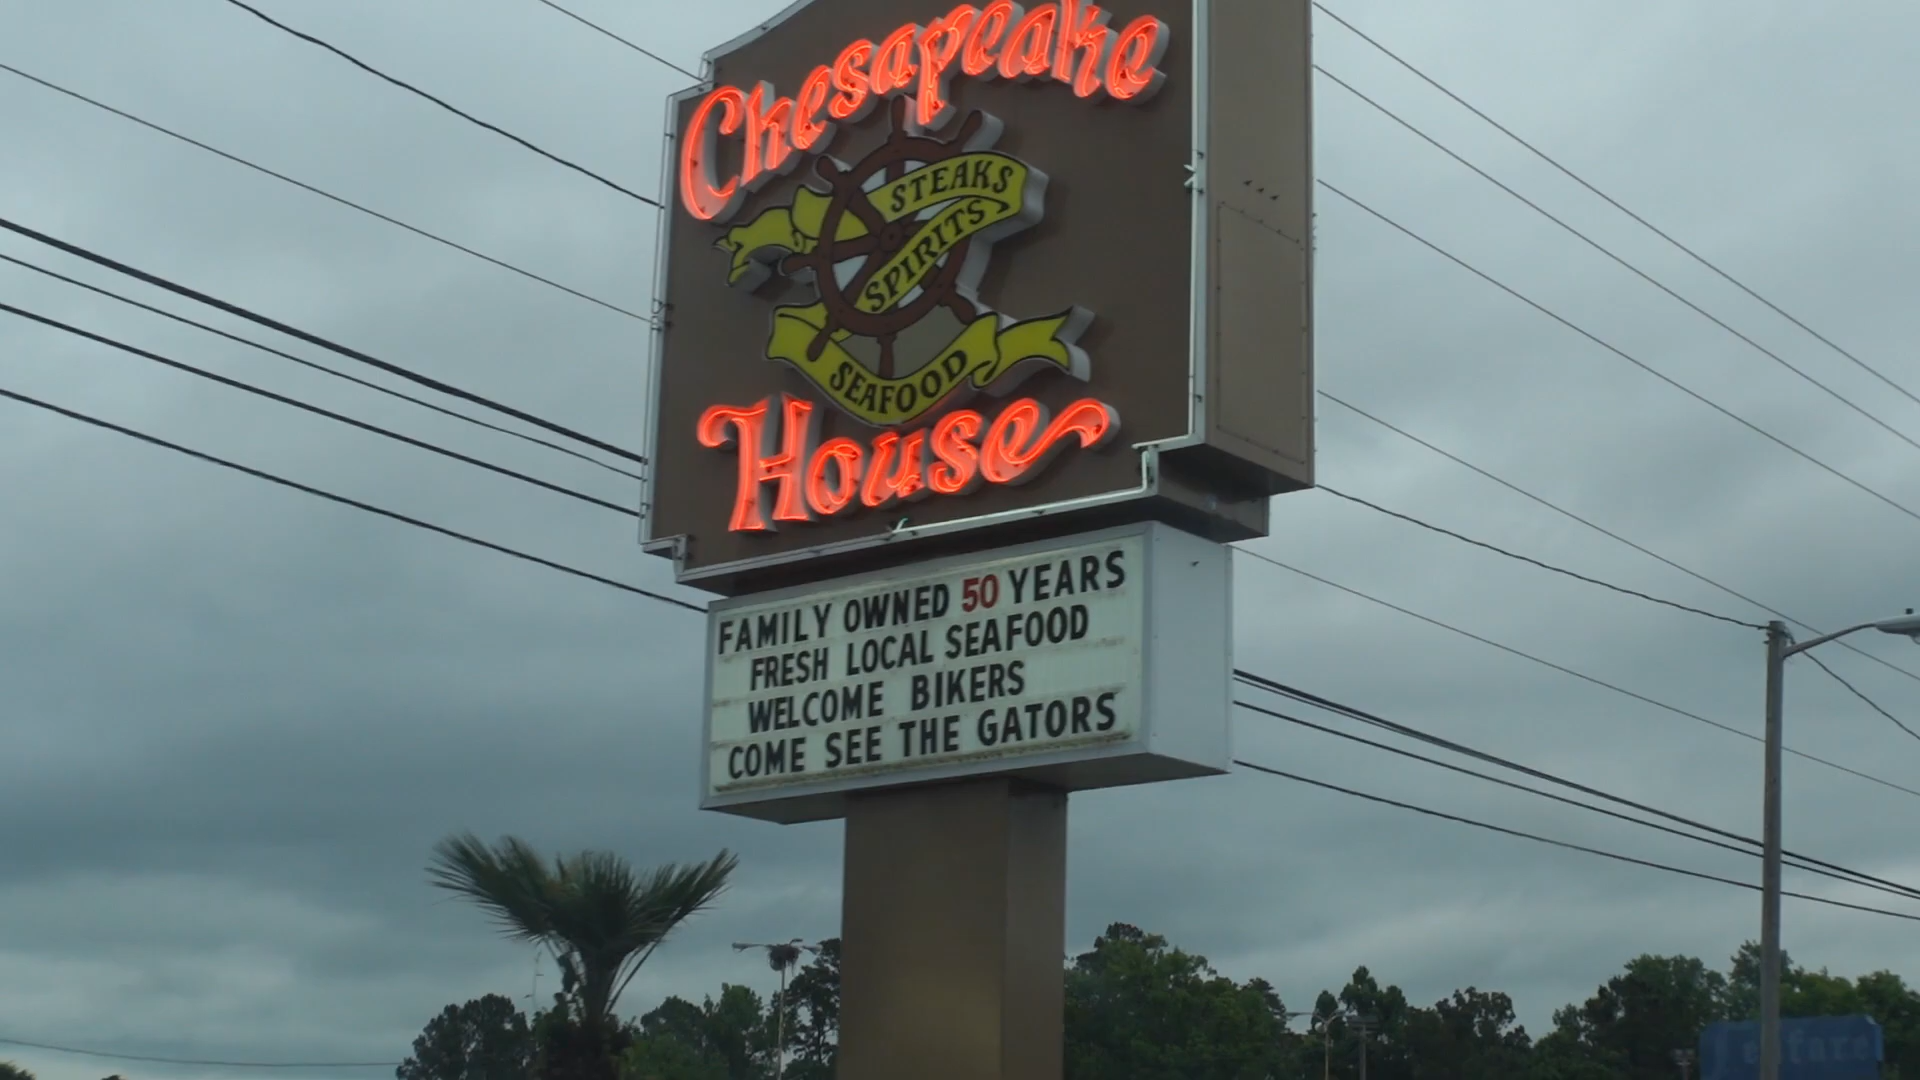 Chesapeake
STEAKS
SPIRITS
SEAFOOD
House
FAMILY OWNED 50 YEARS
FRESH LOCAL SEAFOOD
WELCOME BIKERS
COME SEE THE GATORS